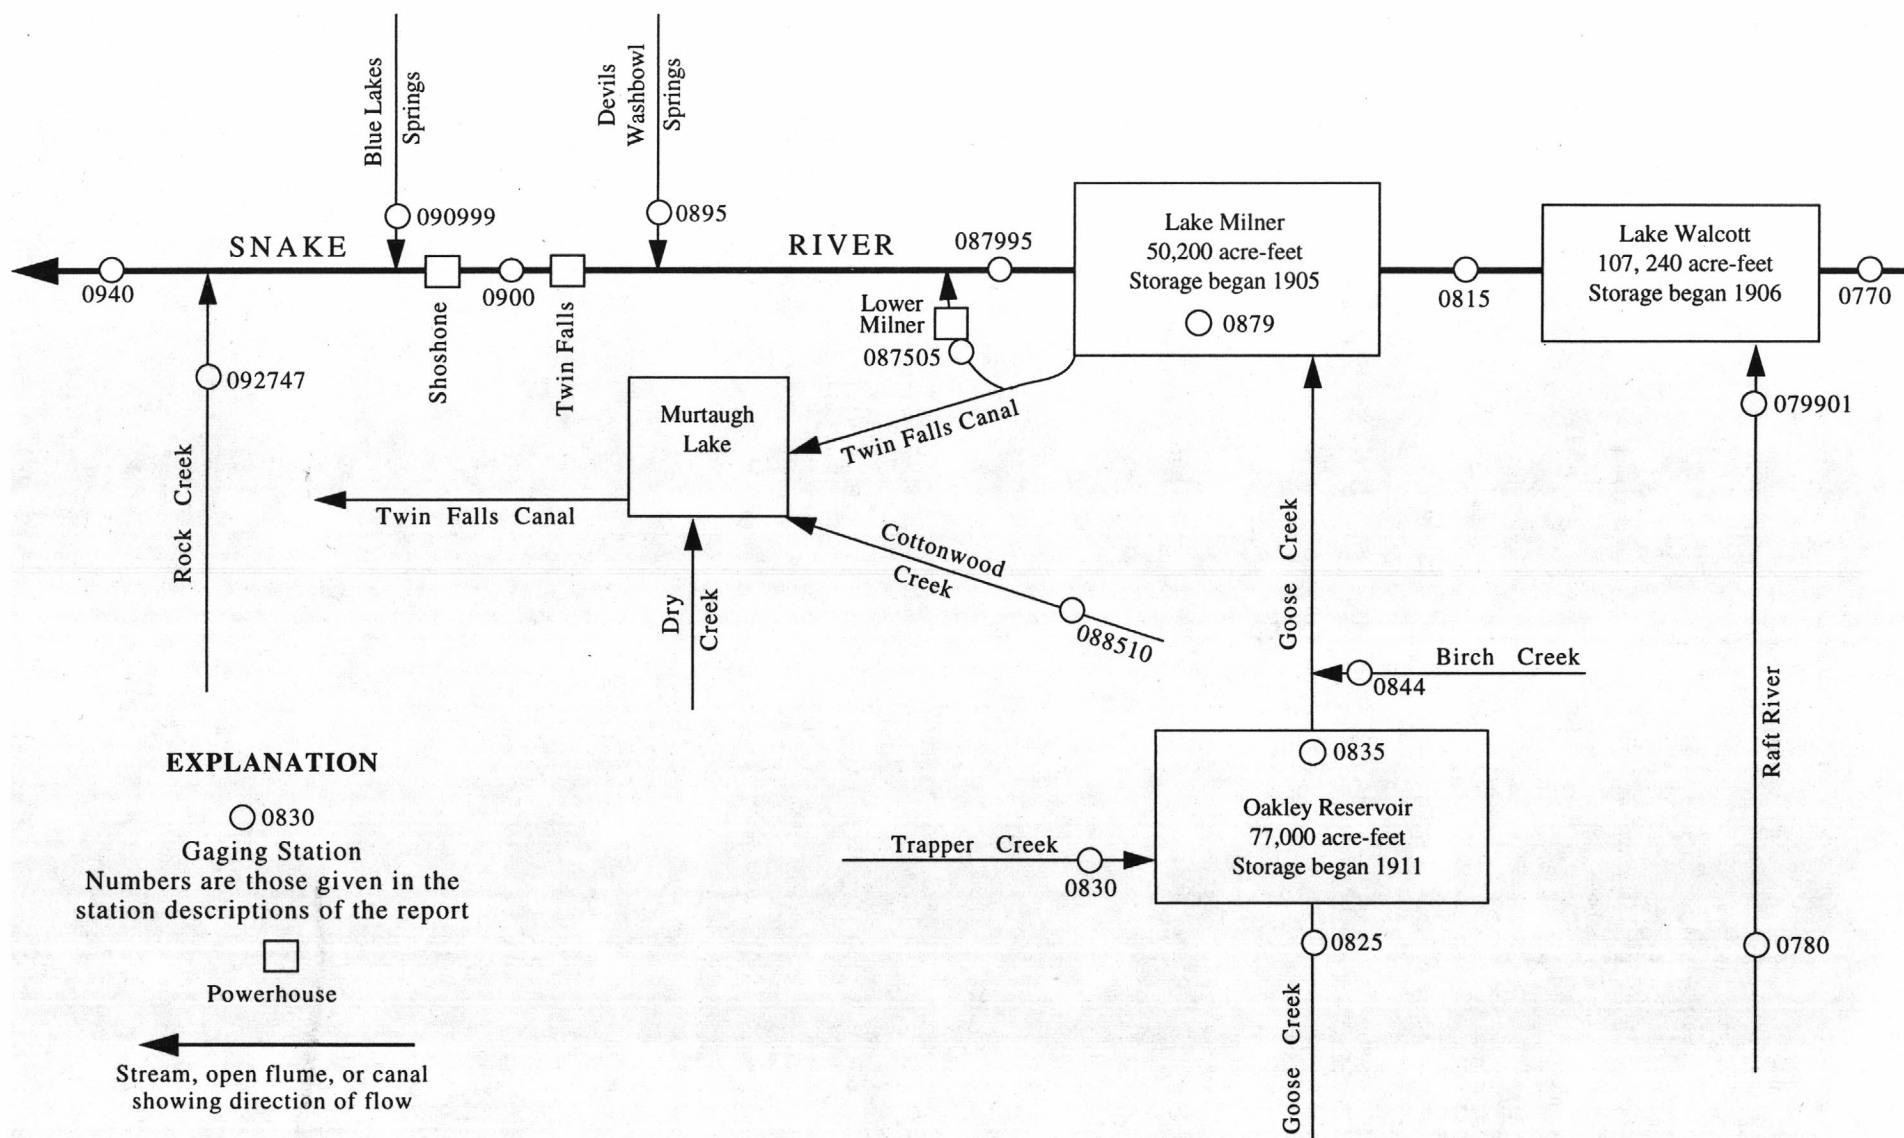 Blue Lakes
Springs
Devils
Washbowl
Springs
090999
0895
SNAKE
RIVER
087995
Lake Milner
50,200 acre-feet
Storage began 1905
0879
Lake Walcott
107, 240 acre-feet
Storage began 1906
0940
0900
0815
0770
Shoshone
Twin Falls
Lower
Milner
087505
092747
079901
Murtaugh
Lake
Twin Falls Canal
Twin Falls Canal
Rock Creek
Cottonwood
Creek
088510
Dry
Creek
Goose Creek
Birch Creek
0844
Raft River
EXPLANATION
0830
Gaging Station
Numbers are those given in the
station descriptions of the report
Powerhouse
Stream, open flume, or canal
showing direction of flow
0835
Oakley Reservoir
77,000 acre-feet
Storage began 1911
Trapper Creek
0830
0825
0780
Goose Creek